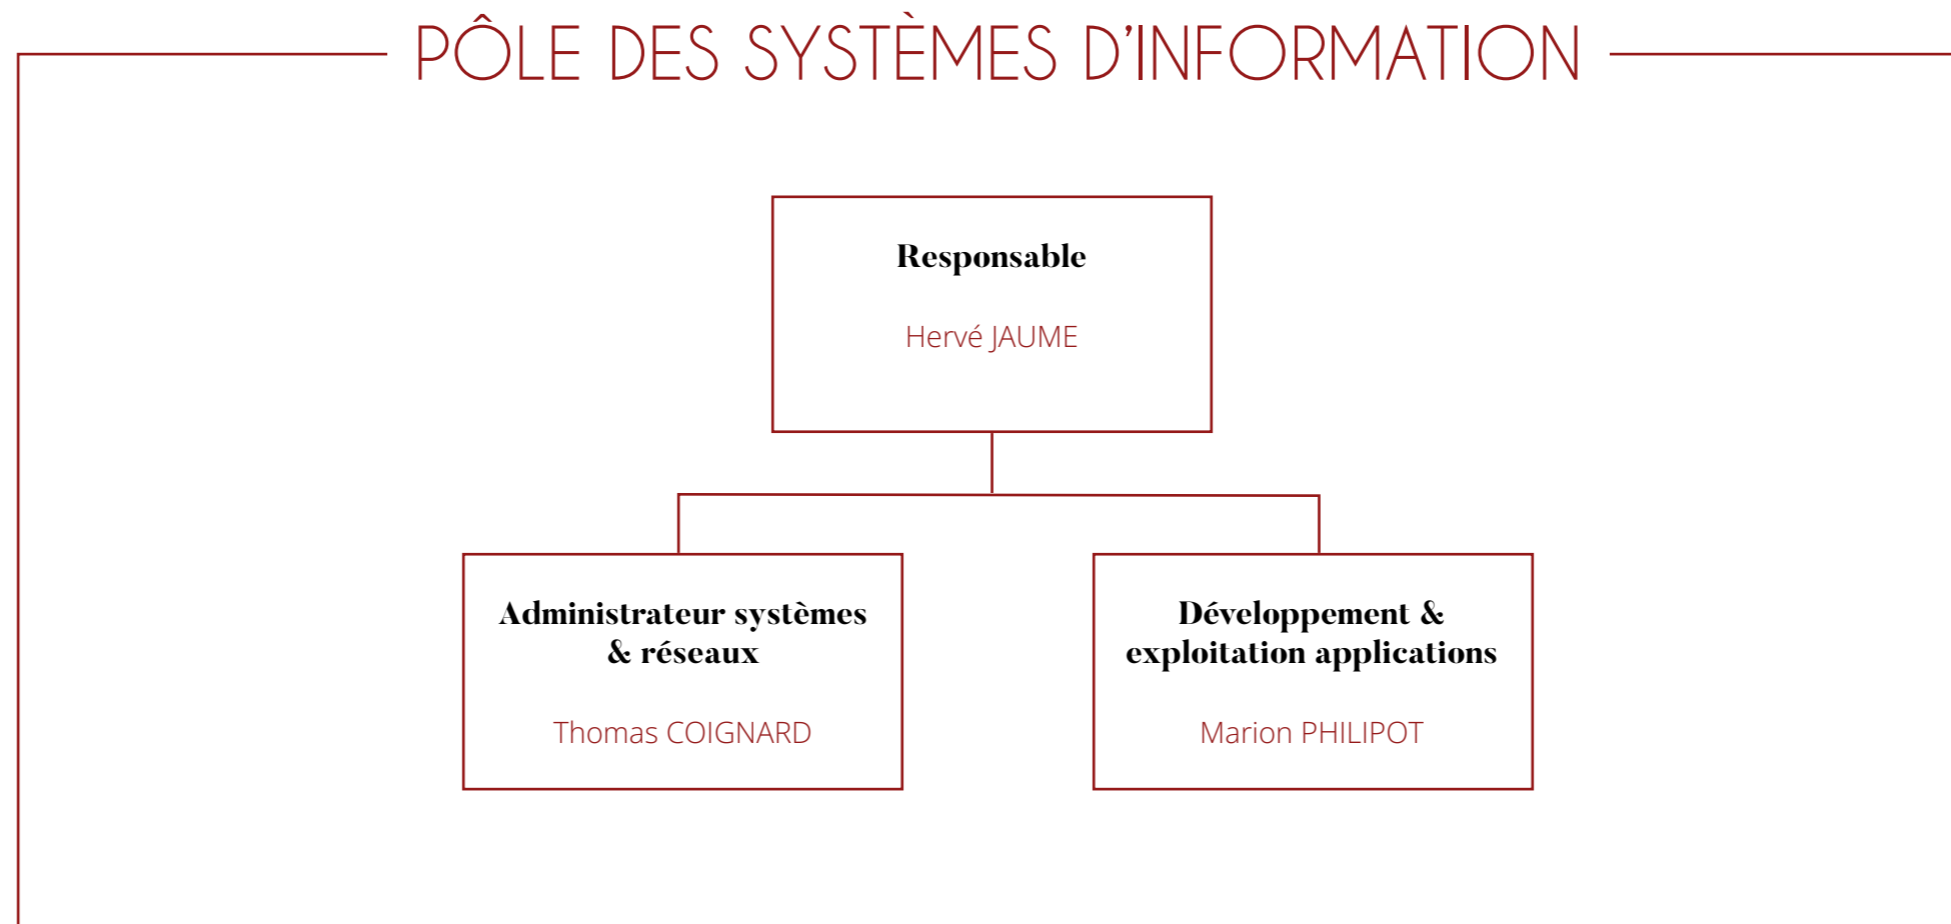 PÔLE DES SYSTÈMES D'INFORMATION
Responsable
Hervé JAUME
Administrateur systèmes
& réseaux
Thomas COIGNARD
Développement &
exploitation applications
Marion PHILIPOT